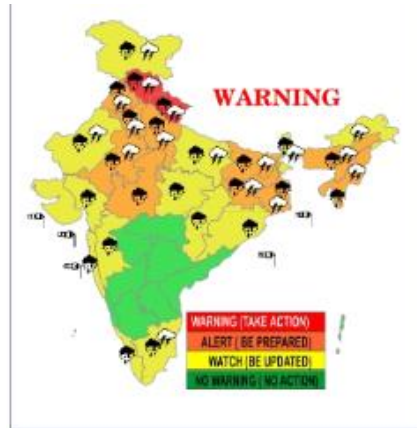 WARNING
WARNING (TAKE ACTION)
ALERT ( BE PREPARED)
WATCH (BE UPDATED)
NO WARNING ( NO ACTION)